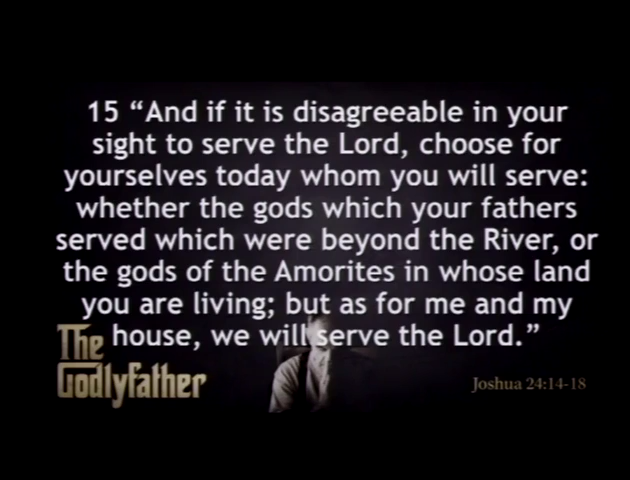 15 “And if it is disagreeable in your
sight to serve the Lord, choose for
yourselves today whom you will serve:
whether the gods which your fathers
served which were beyond the River, or
the gods of the Amorites in whose land
you are living; but as for me and my
house, we will serve the Lord.”
The
Godlyfather
Joshua 24:14-18